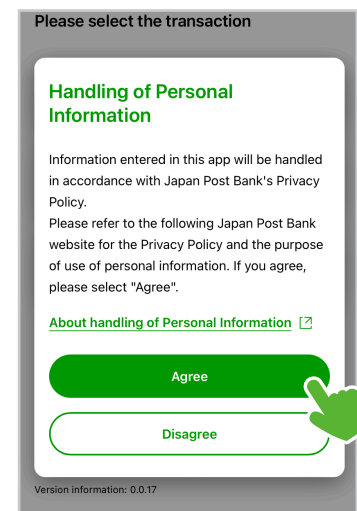 Please select the transaction
Handling of Personal
Information
Information entered in this app will be handled
in accordance with Japan Post Bank's Privacy
Policy.
Please refer to the following Japan Post Bank
website for the Privacy Policy and the purpose
of use of personal information. If you agree,
please select "Agree".
About handling of Personal Information
Agree
Disagree
Version information: 0.0.17